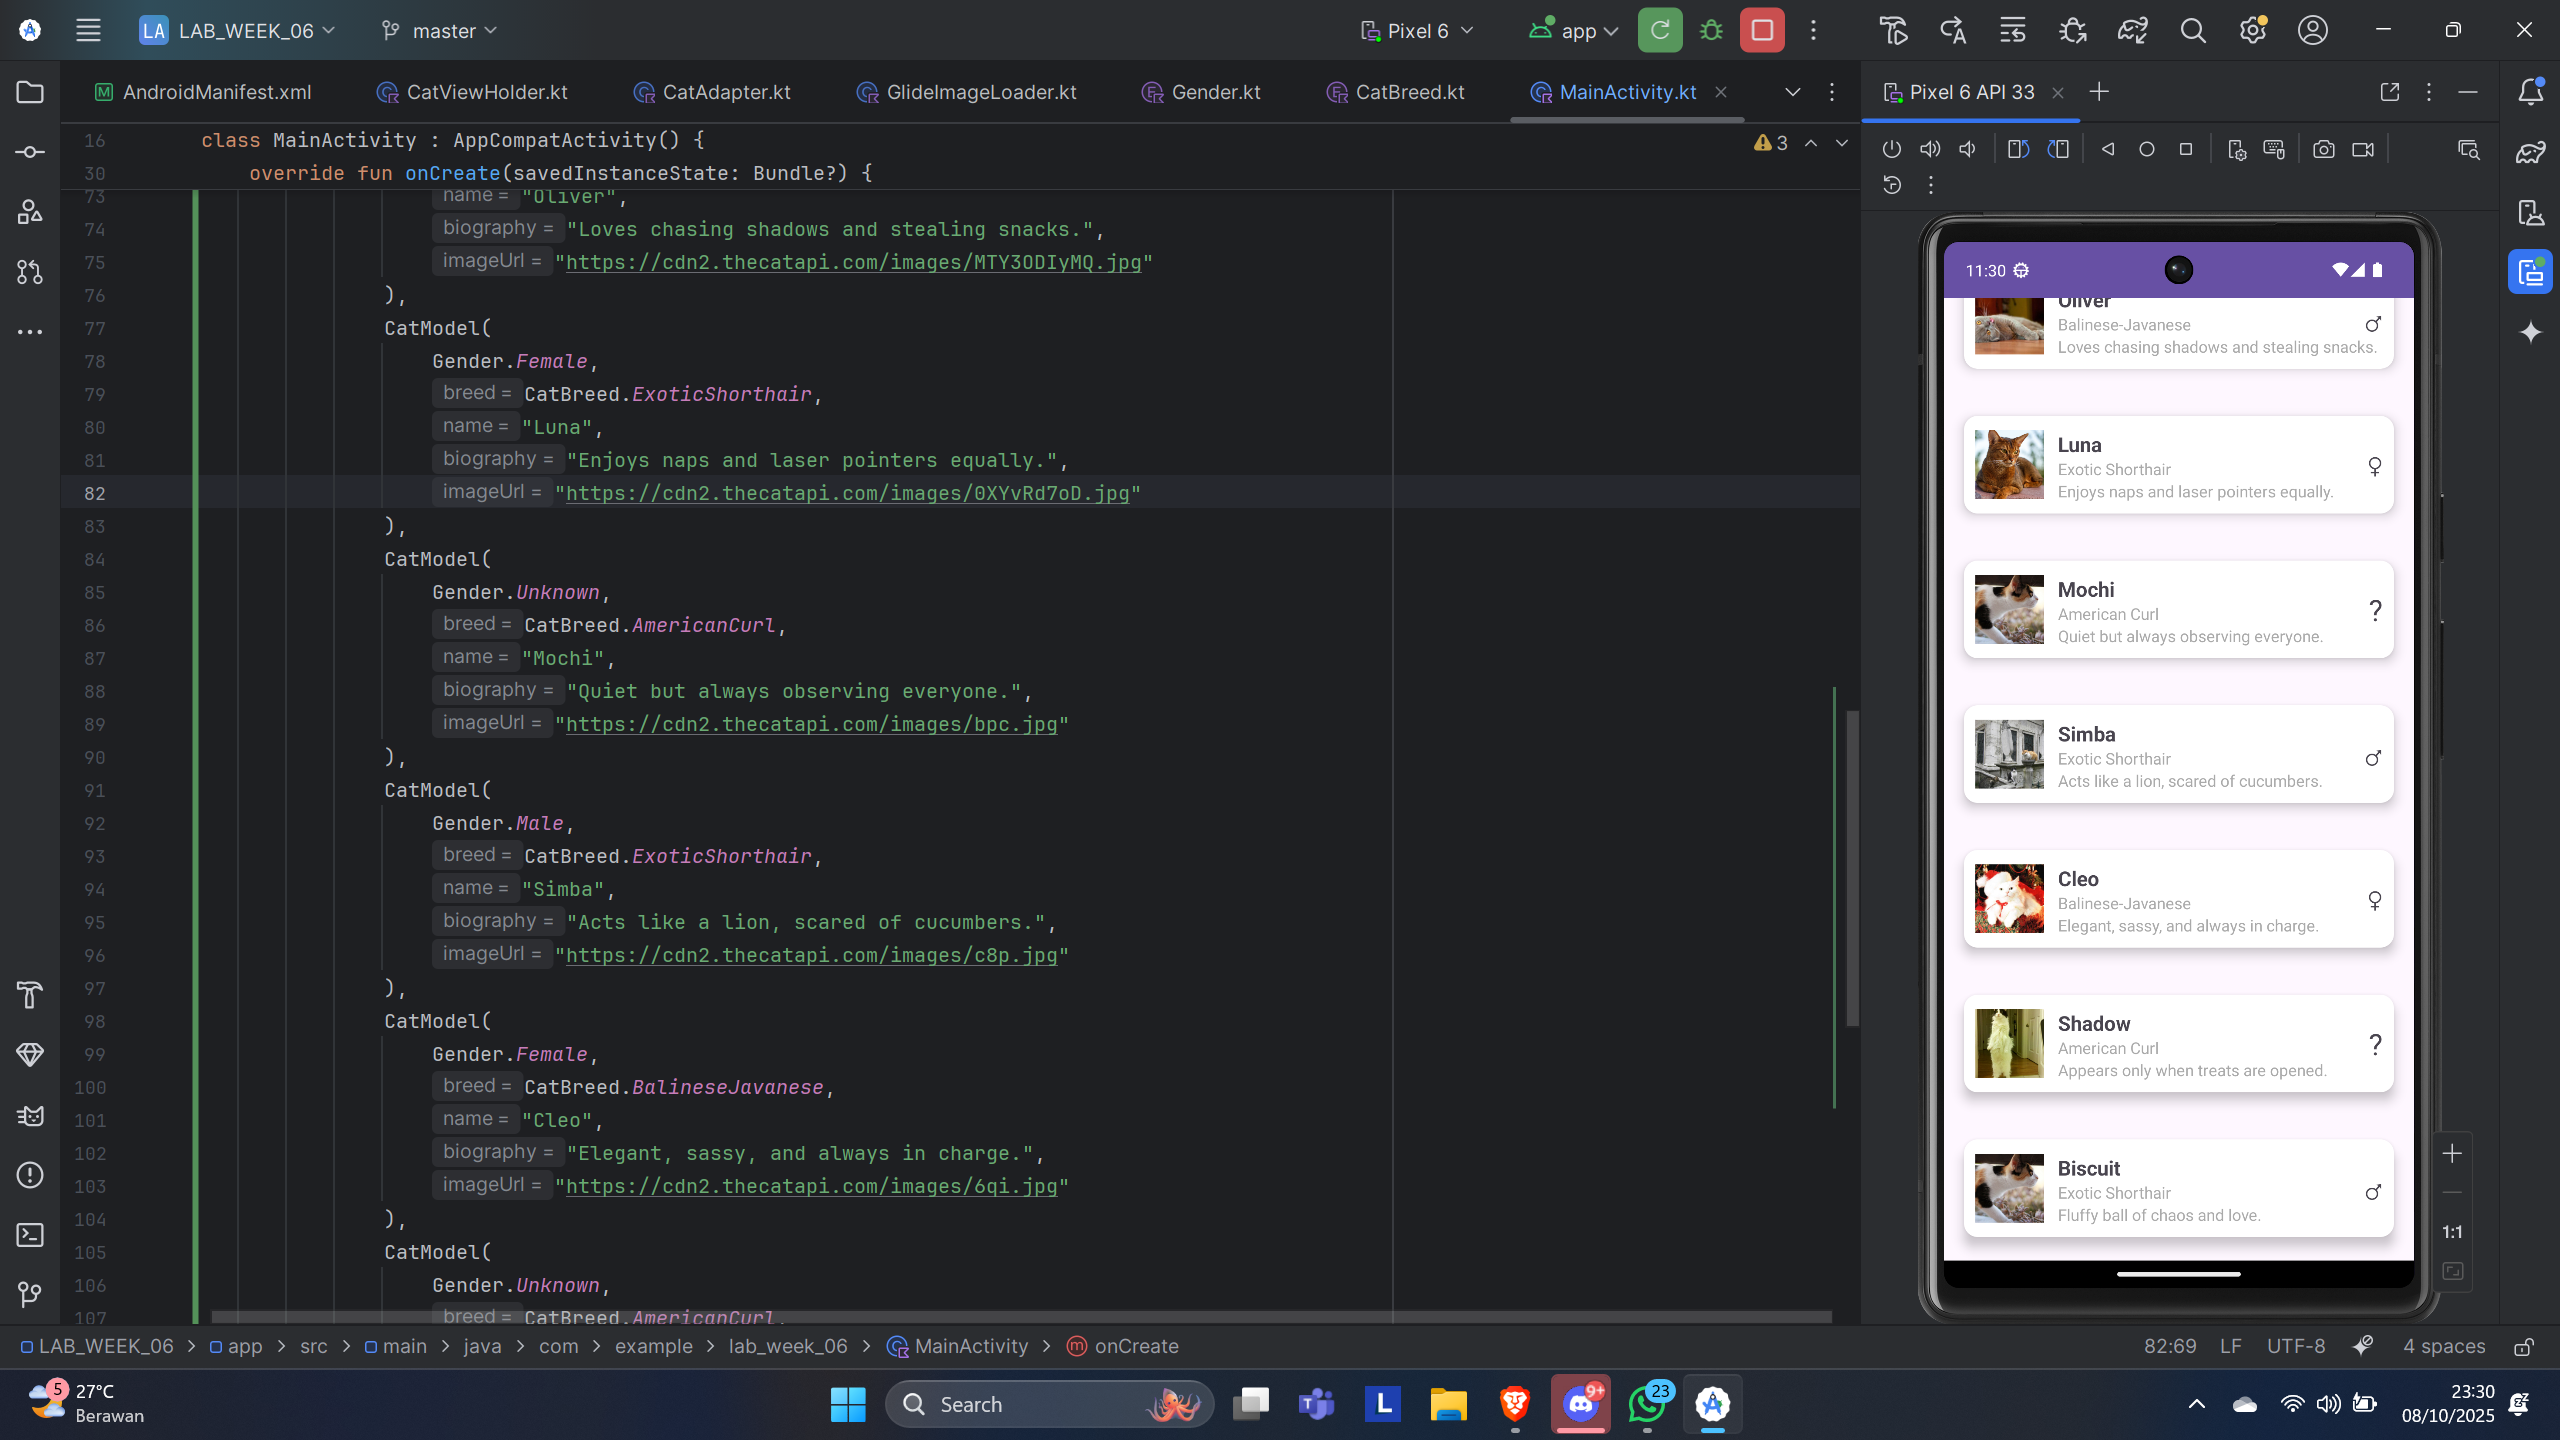 LA LAB_WEEK_06
master
Pixel 6
app
AndroidManifest.xml
CatViewHolder.kt
CatAdapter.kt
GlideImageLoader.kt
Gender.kt
CatBreed.kt
MainActivity.kt
16 class MainActivity : AppCompatActivity() {
30 override fun onCreate(savedInstanceState: Bundle?) {
3
73 name = "Oliver",
74 biography = "Loves chasing shadows and stealing snacks.",
75 imageUrl = "https://cdn2.thecatapi.com/images/MTY3ODIyMQ.jpg"
76 ),
77 CatModel(
78 Gender.Female,
79 breed = CatBreed.ExoticShorthair,
80 name = "Luna",
81 biography = "Enjoys naps and laser pointers equally.",
82 imageUrl = "https://cdn2.thecatapi.com/images/0XYvRd7oD.jpg"
83 ),
84 CatModel(
85 Gender.Unknown,
86 breed = CatBreed.AmericanCurl,
87 name = "Mochi",
88 biography = "Quiet but always observing everyone.",
89 imageUrl = "https://cdn2.thecatapi.com/images/bpc.jpg"
90 ),
91 CatModel(
92 Gender.Male,
93 breed = CatBreed.ExoticShorthair,
94 name = "Simba",
95 biography = "Acts like a lion, scared of cucumbers.",
96 imageUrl = "https://cdn2.thecatapi.com/images/c8p.jpg"
97 ),
98 CatModel(
99 Gender.Female,
100 breed = CatBreed.BalineseJavanese,
101 name = "Cleo",
102 biography = "Elegant, sassy, and always in charge.",
103 imageUrl = "https://cdn2.thecatapi.com/images/6qi.jpg"
104 ),
105 CatModel(
106 Gender.Unknown,
107 breed = CatBreed.AmericanCurl,
Pixel 6 API 33
11:30
Oliver
Balinese-Javanese ♂
Loves chasing shadows and stealing snacks.
Luna
Exotic Shorthair ♀
Enjoys naps and laser pointers equally.
Mochi
American Curl ?
Quiet but always observing everyone.
Simba
Exotic Shorthair ♂
Acts like a lion, scared of cucumbers.
Cleo
Balinese-Javanese ♀
Elegant, sassy, and always in charge.
Shadow
American Curl ?
Appears only when treats are opened.
Biscuit
Exotic Shorthair ♂
Fluffy ball of chaos and love.
1:1
LAB_WEEK_06 > app > src > main > java > com > example > lab_week_06 > MainActivity > onCreate
82:69 LF UTF-8 4 spaces
5
27°C
Berawan
Search
L
9+
23
23:30
08/10/2025